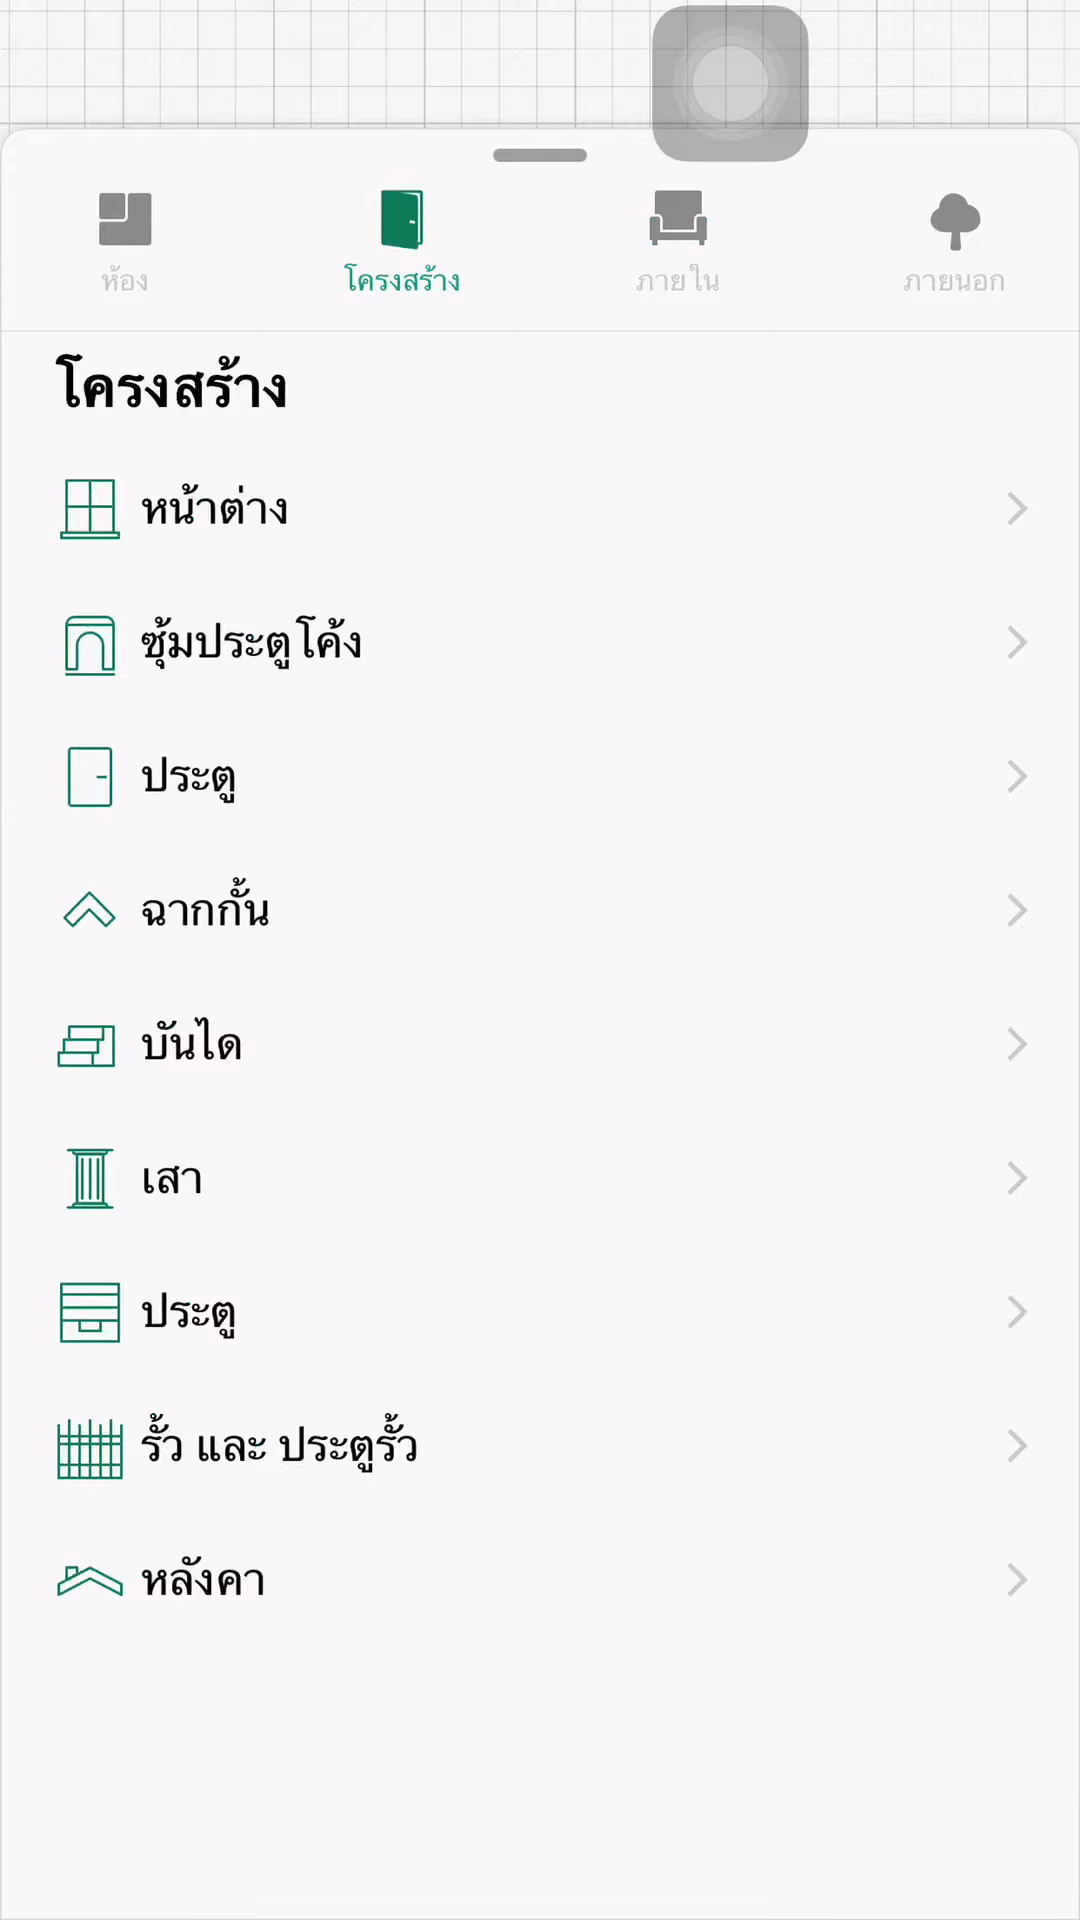 ห้อง
โครงสร้าง
ภายใน
ภายนอก
โครงสร้าง
หน้าต่าง
ซุ้มประตูโค้ง
ประตู
ฉากกั้น
บันได
เสา
ประตู
รั้ว และ ประตูรั้ว
หลังคา